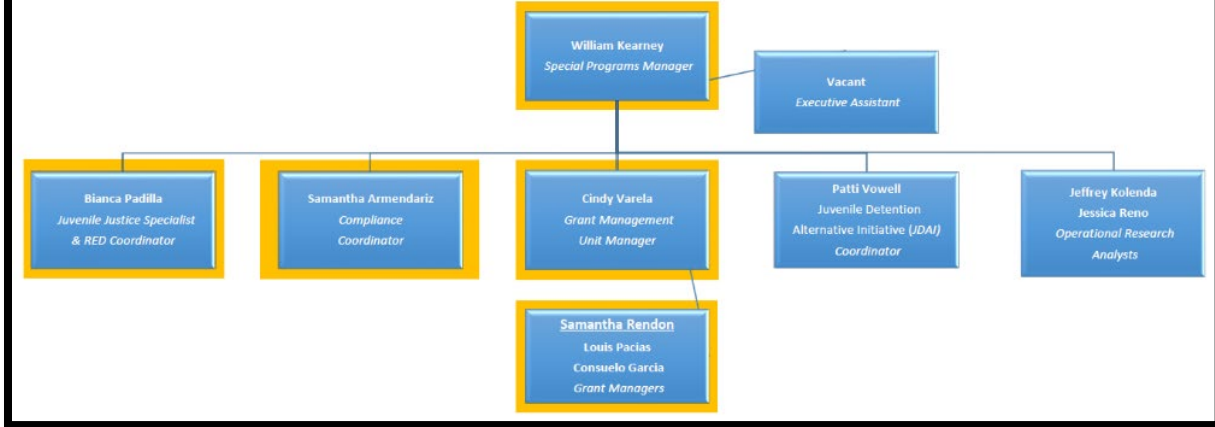 William Kearney
Special Programs Manager
Vacant
Executive Assistant
Bianca Padilla
Juvenile Justice Specialist
& RED Coordinator
Samantha Armendariz
Compliance
Coordinator
Cindy Varela
Grant Management
Unit Manager
Patti Vowell
Juvenile Detention
Alternative Initiative (JDAI)
Coordinator
Jeffrey Kolenda
Jessica Reno
Operational Research
Analysts
Samantha Rendon
Louis Pacias
Consuelo Garcia
Grant Managers